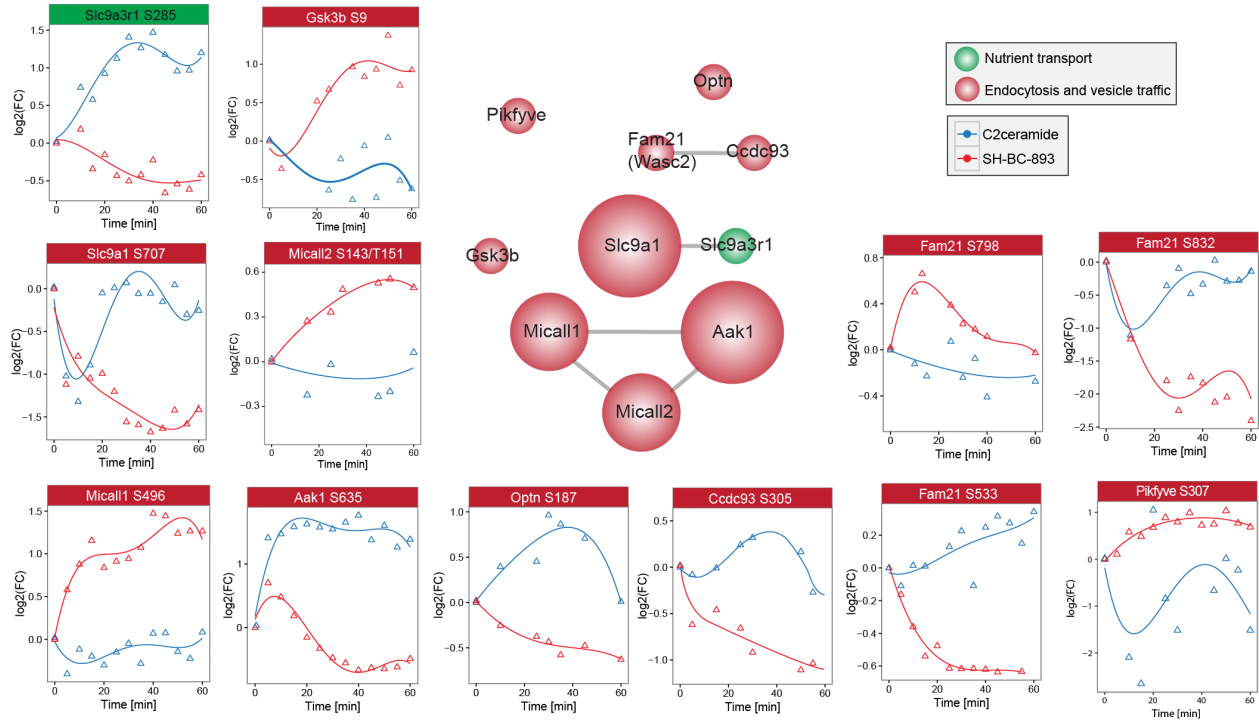 Slc9a3r1 S285
1.5
1.0
0.5
0.0
−0.5
log2(FC)
0
20
40
60
Time [min]
Gsk3b S9
1.0
0.5
0.0
0.5
log2(FC)
0
20
40
60
Time [min]
Optn
Pikfyve
Fam21
(Wasc2)
Ccdc93
Slc9a1
Slc9a3r1
Gsk3b
Micall1
Aak1
Micall2
Nutrient transport
Endocytosis and vesicle traffic
C2ceramide
SH-BC-893
Slc9a1 S707
0.0
−0.5
−1.0
−1.5
log2(FC)
0
20
40
60
Time [min]
Micall2 S143/T151
0.6
0.3
0.0
−0.3
log2(FC)
0
20
40
60
Time [min]
Fam21 S798
0.8
0.4
0.0
−0.4
log2(FC)
0
20
40
60
Time [min]
Fam21 S832
0.0
−0.5
−1.0
−1.5
−2.0
−2.5
log2(FC)
0
20
40
60
Time [min]
Micall1 S496
1.5
1.0
0.5
0.0
log2(FC)
0
20
40
60
Time [min]
Aak1 S635
1
0
log2(FC)
0
20
40
60
Time [min]
Optn S187
1.0
0.5
0.0
−0.5
log2(FC)
0
20
40
60
Time [min]
Ccdc93 S305
0.5
0.0
−0.5
−1.0
log2(FC)
0
20
40
60
Time [min]
Fam21 S533
0.4
0.2
0.0
−0.2
−0.4
−0.6
log2(FC)
0
20
40
60
Time [min]
Pikfyve S307
1
0
−1
−2
log2(FC)
0
20
40
60
Time [min]